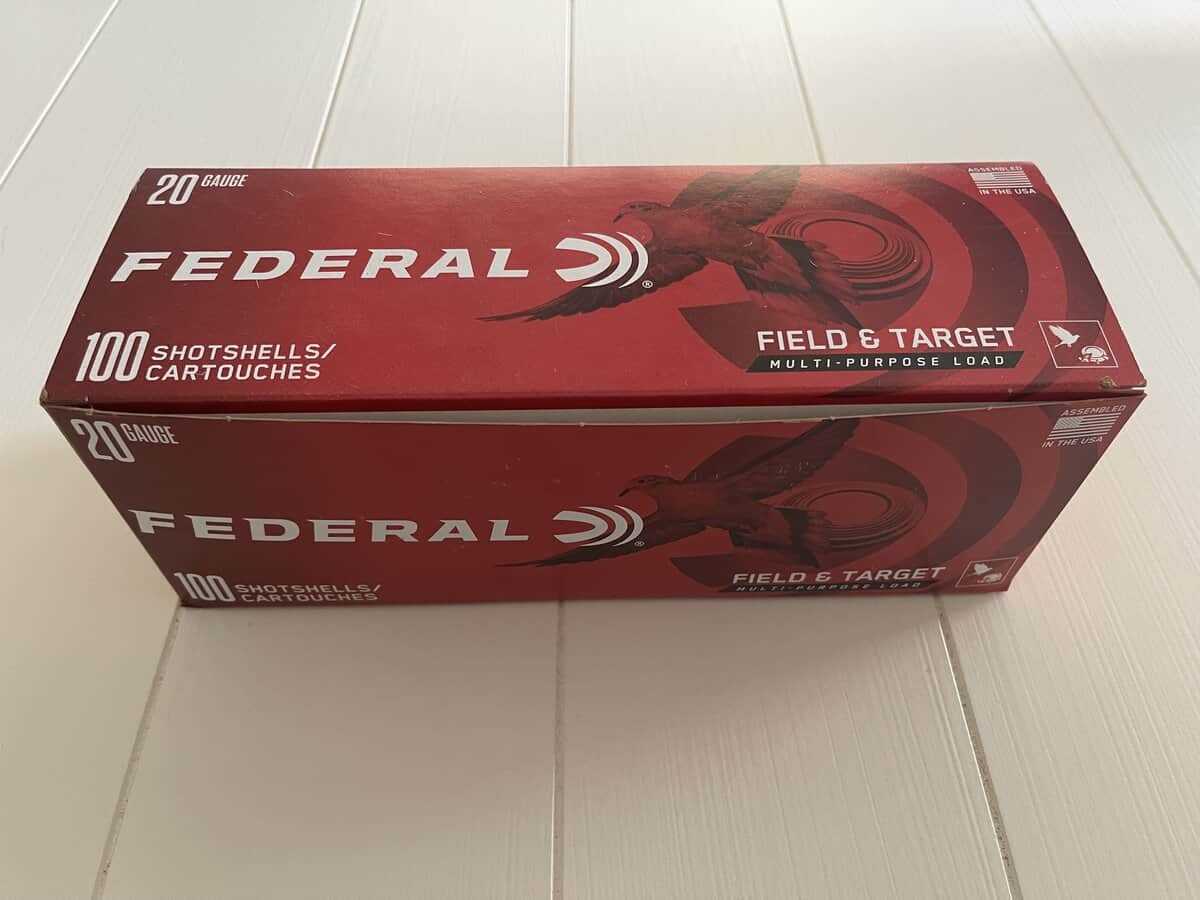 20 GAUGE
ASSEMBLED
IN THE USA
FEDERAL ®
100 SHOTSHELLS/
CARTOUCHES
FIELD & TARGET
MULTI-PURPOSE LOAD
20 GAUGE
ASSEMBLED
IN THE USA
FEDERAL ®
100 SHOTSHELLS/
CARTOUCHES
FIELD & TARGET
MULTI-PURPOSE LOAD